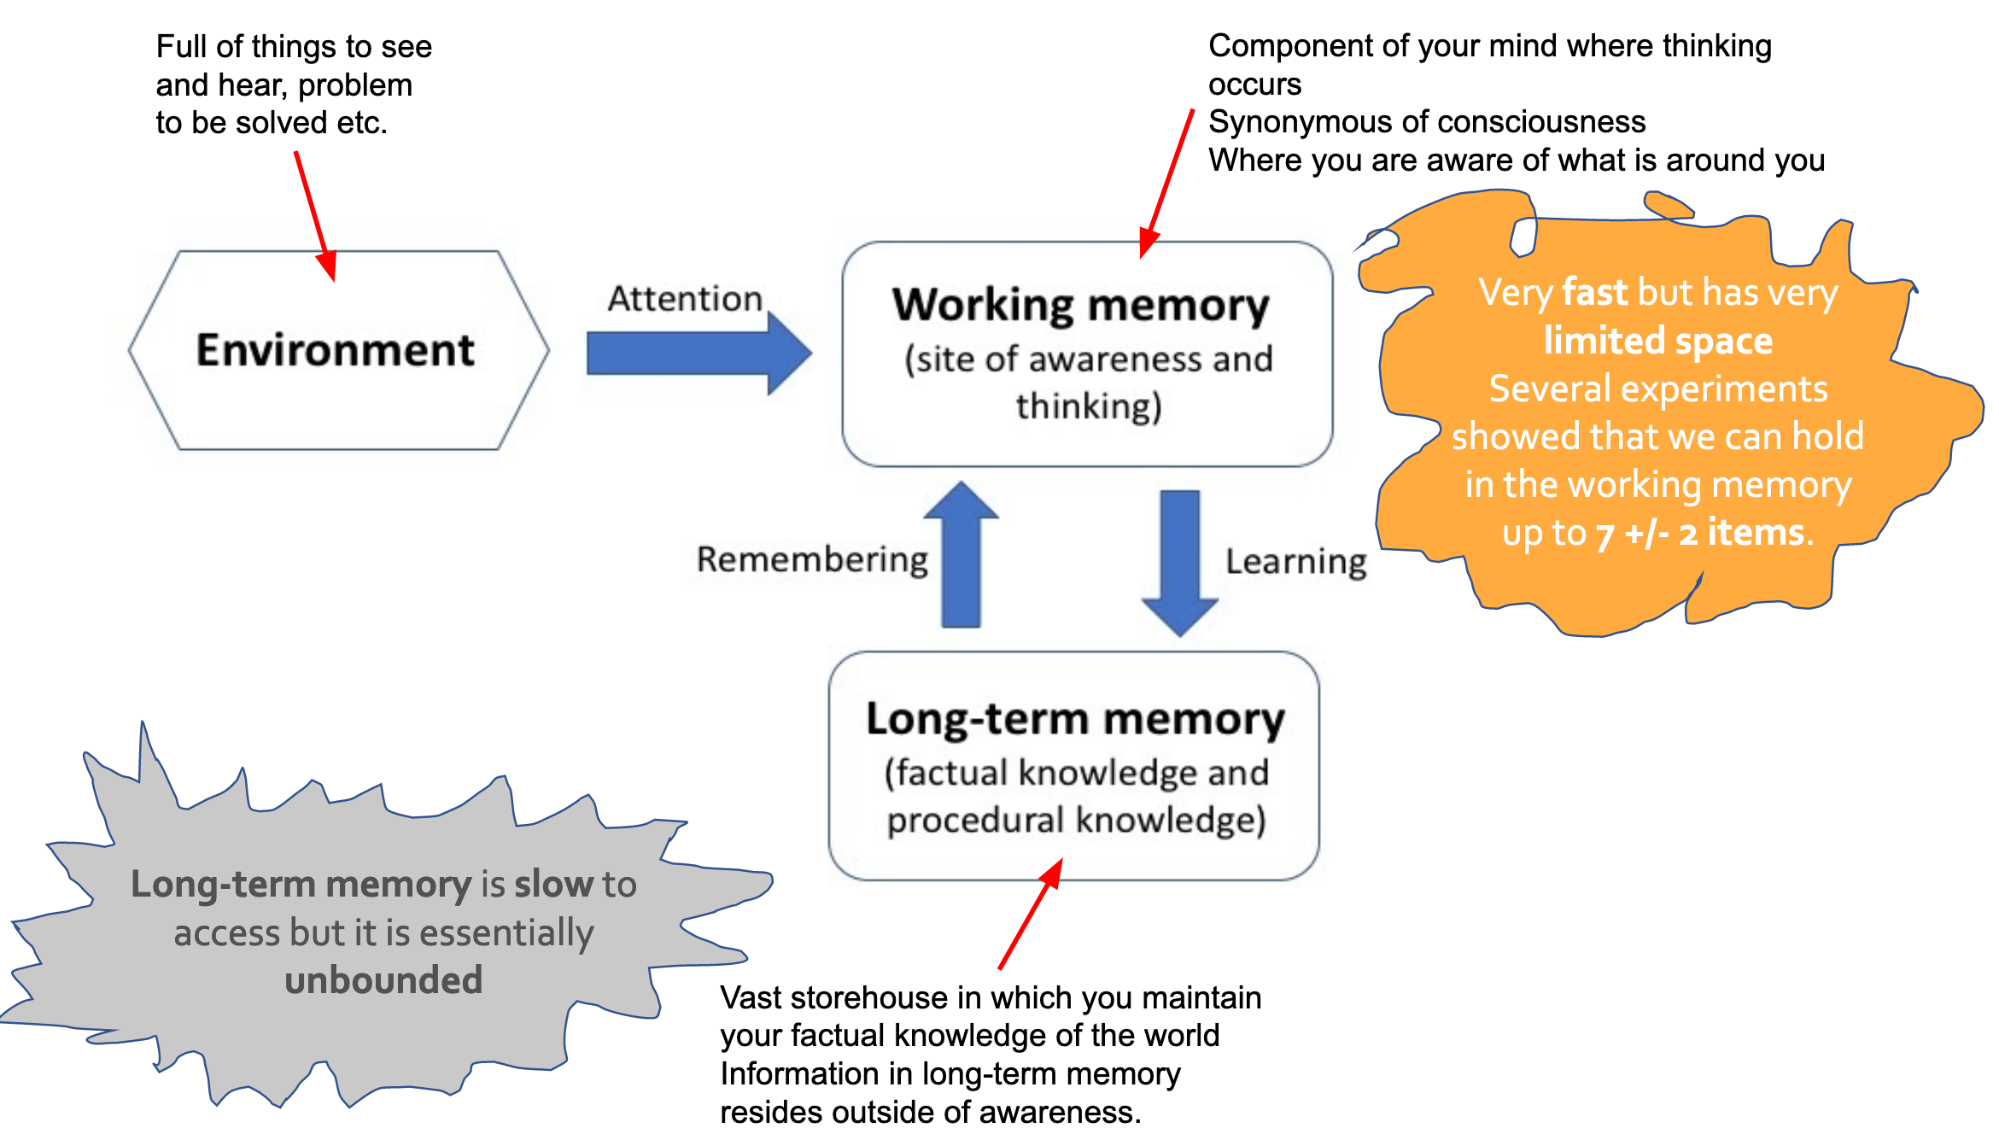 Full of things to see
and hear, problem
to be solved etc.
Component of your mind where thinking
occurs
Synonymous of consciousness
Where you are aware of what is around you
Environment
Attention
Working memory
(site of awareness and
thinking)
Very fast but has very
limited space
Several experiments
showed that we can hold
in the working memory
up to 7 +/- 2 items.
Remembering
Learning
Long-term memory
(factual knowledge and
procedural knowledge)
Long-term memory is slow to
access but it is essentially
unbounded
Vast storehouse in which you maintain
your factual knowledge of the world
Information in long-term memory
resides outside of awareness.